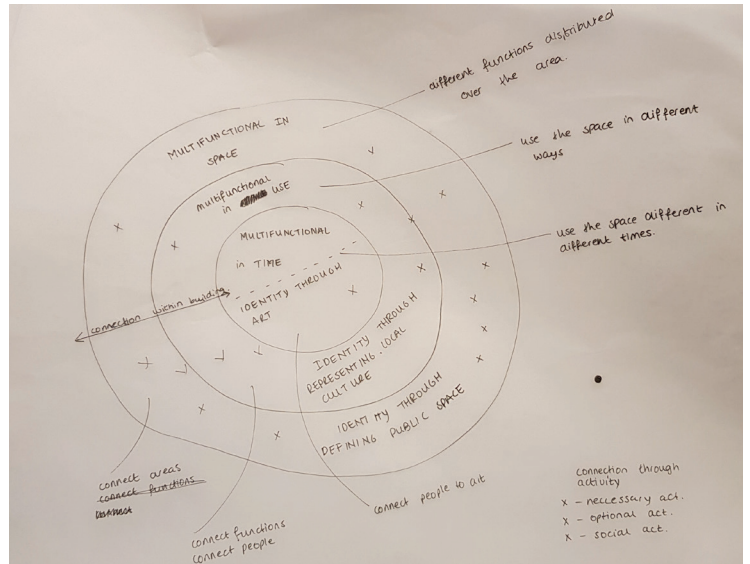 different functions distributed
over the area.
MULTIFUNCTIONAL IN
SPACE
use the space in different
ways
multifunctional
in USE
MULTIFUNCTIONAL
in TIME
use the space different in
different times.
connection within building
IDENTITY THROUGH
ART
IDENTITY THROUGH
REPRESENTING LOCAL
CULTURE
IDENTITY THROUGH
DEFINING PUBLIC SPACE
connect areas
connect functions
connect functions
connect people
connect people to art
connection through
activity
x - neccessary act.
x - optional act.
x - social act.